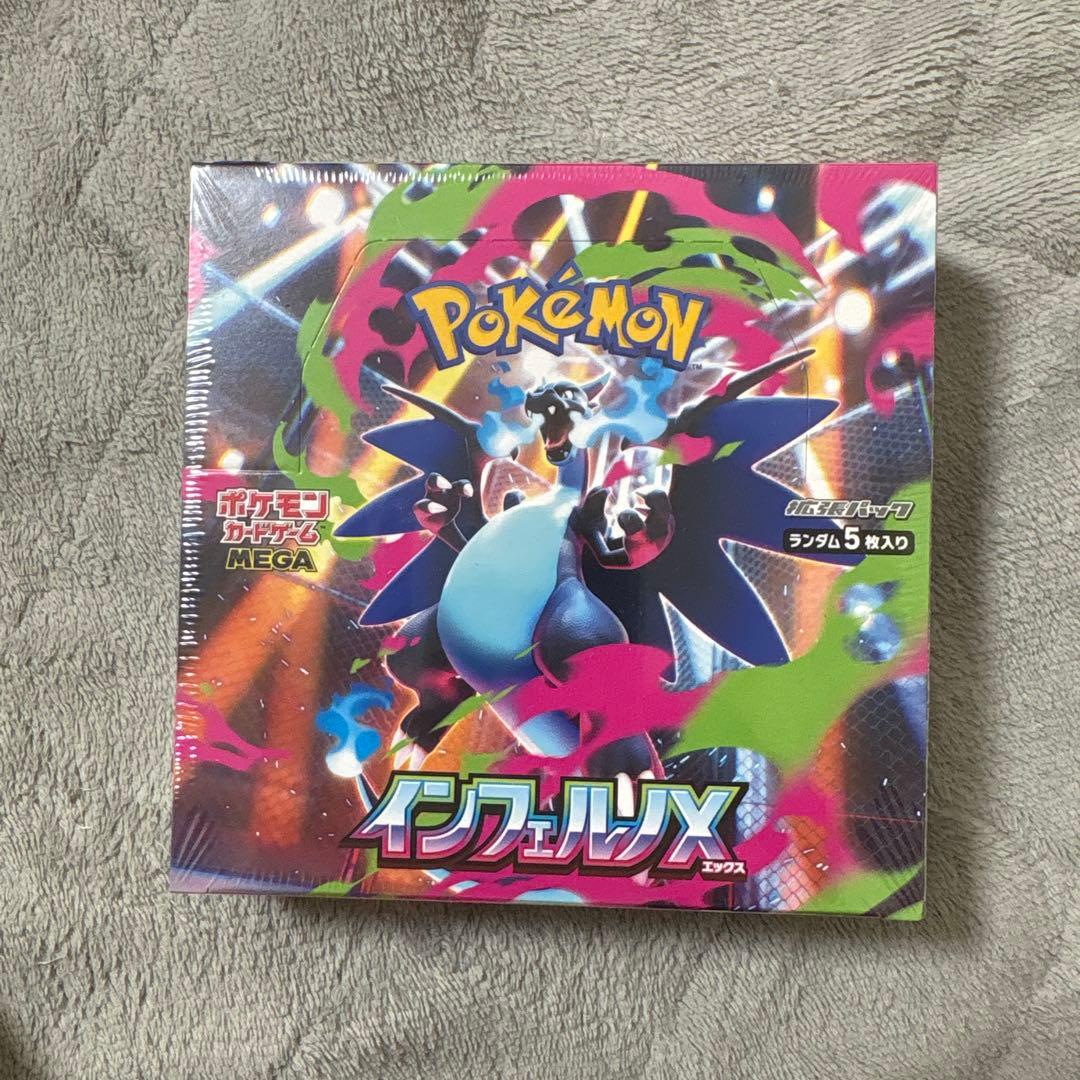 POKéMON
TM
ポケモン
カードゲーム
MEGA
拡張パック
ランダム5枚入り
インフェルノX
エックス